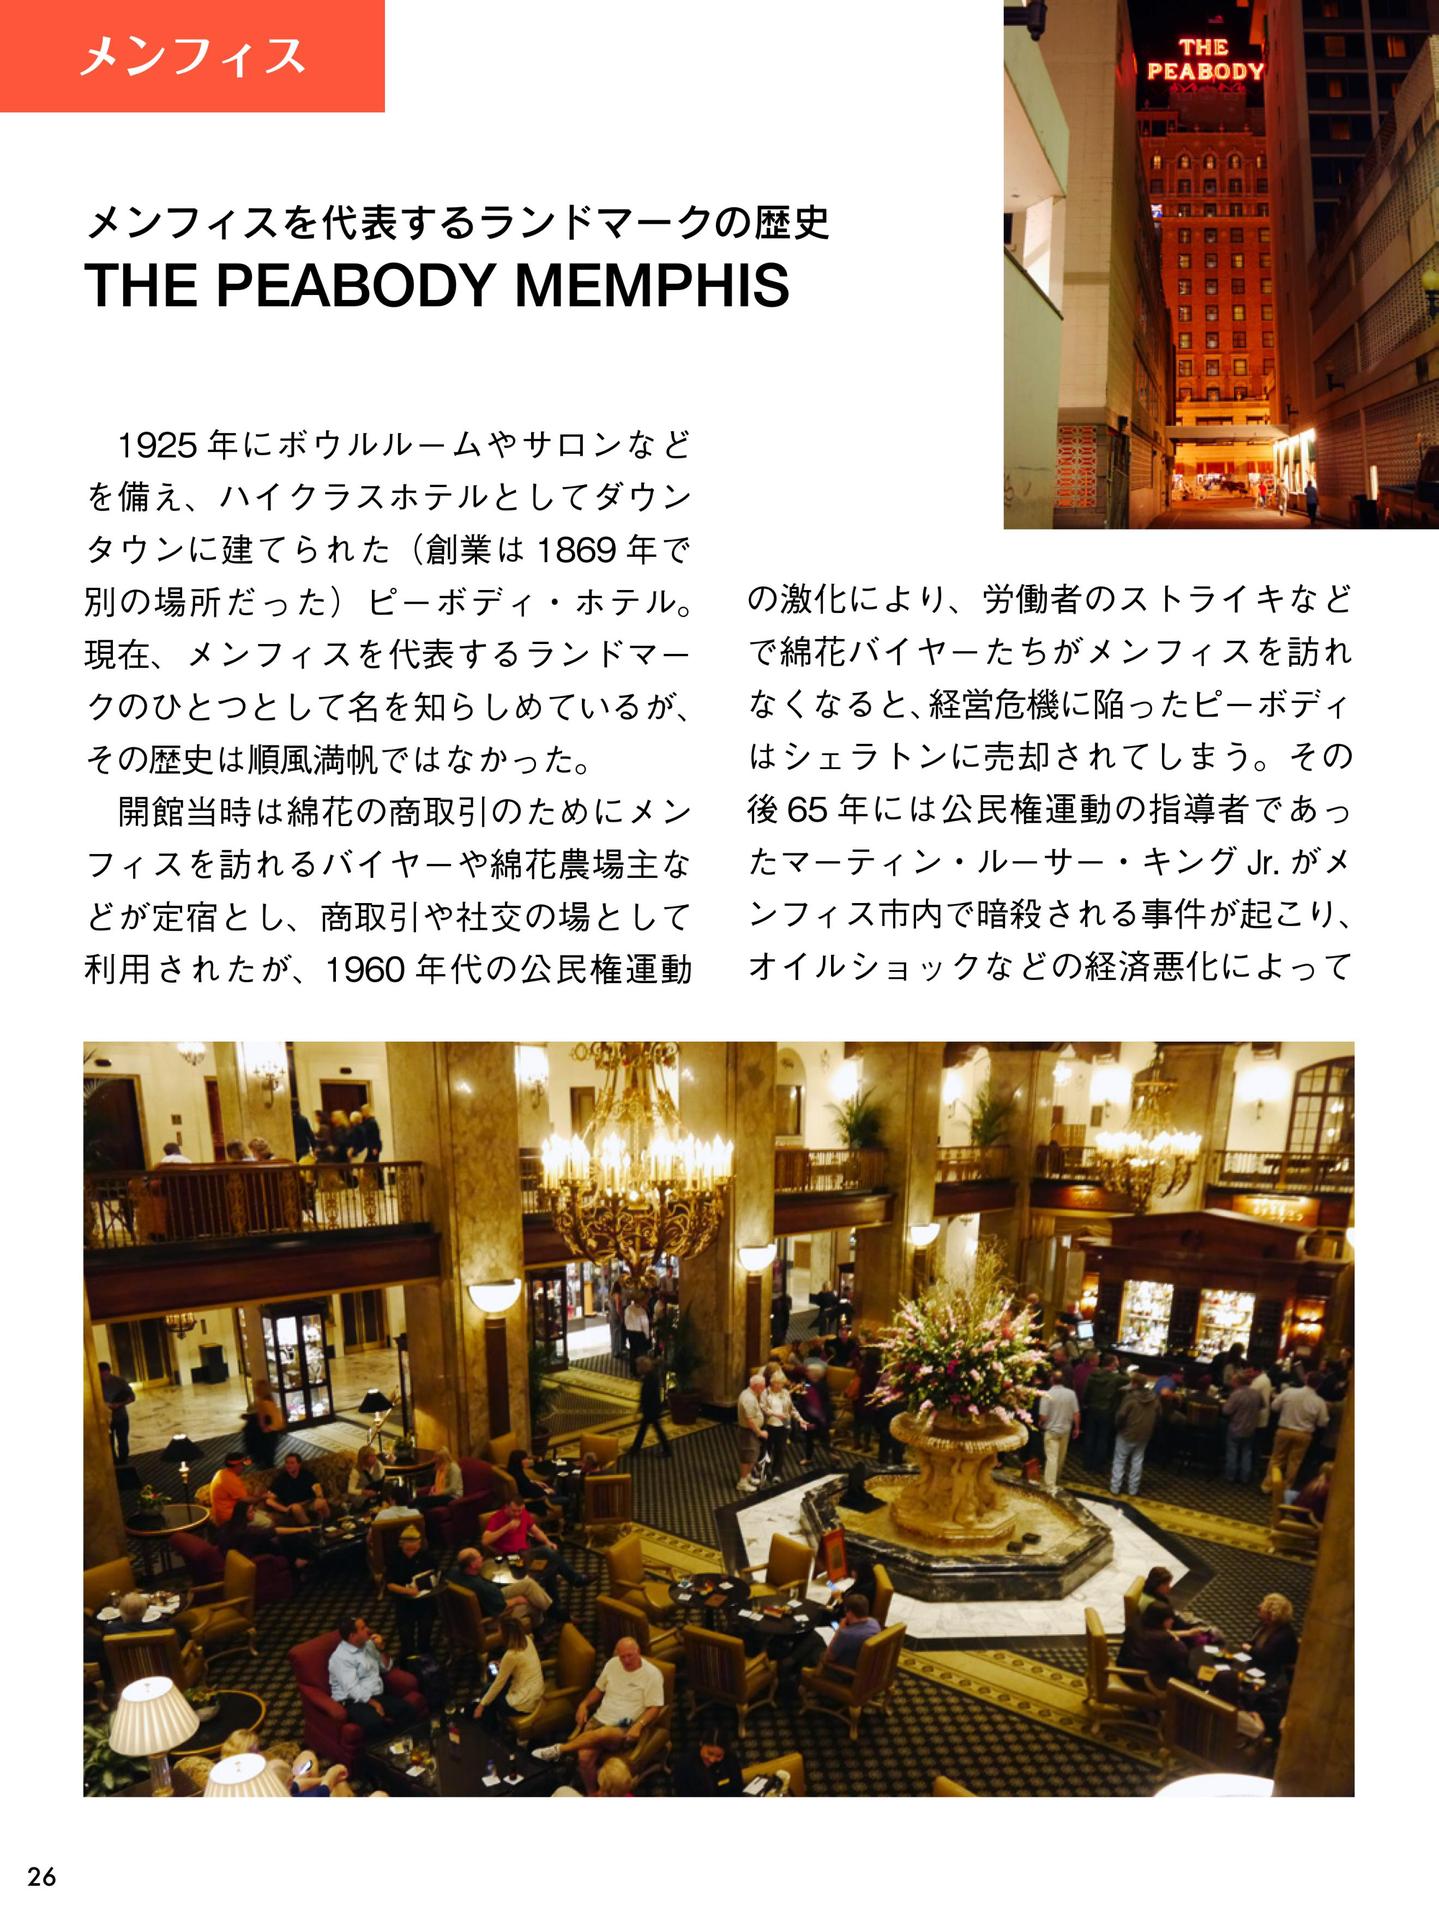 メンフィス
THE
PEABODY
メンフィスを代表するランドマークの歴史
THE PEABODY MEMPHIS
1925 年にボウルルームやサロンなど
を備え、ハイクラスホテルとしてダウン
タウンに建てられた（創業は 1869 年で
別の場所だった）ピーボディ・ホテル。
現在、メンフィスを代表するランドマー
クのひとつとして名を知らしめているが、
その歴史は順風満帆ではなかった。
開館当時は綿花の商取引のためにメン
フィスを訪れるバイヤーや綿花農場主な
どが定宿とし、商取引や社交の場として
利用されたが、1960 年代の公民権運動
の激化により、労働者のストライキなど
で綿花バイヤーたちがメンフィスを訪れ
なくなると、経営危機に陥ったピーボディ
はシェラトンに売却されてしまう。その
後 65 年には公民権運動の指導者であっ
たマーティン・ルーサー・キング Jr. がメ
ンフィス市内で暗殺される事件が起こり、
オイルショックなどの経済悪化によって
26